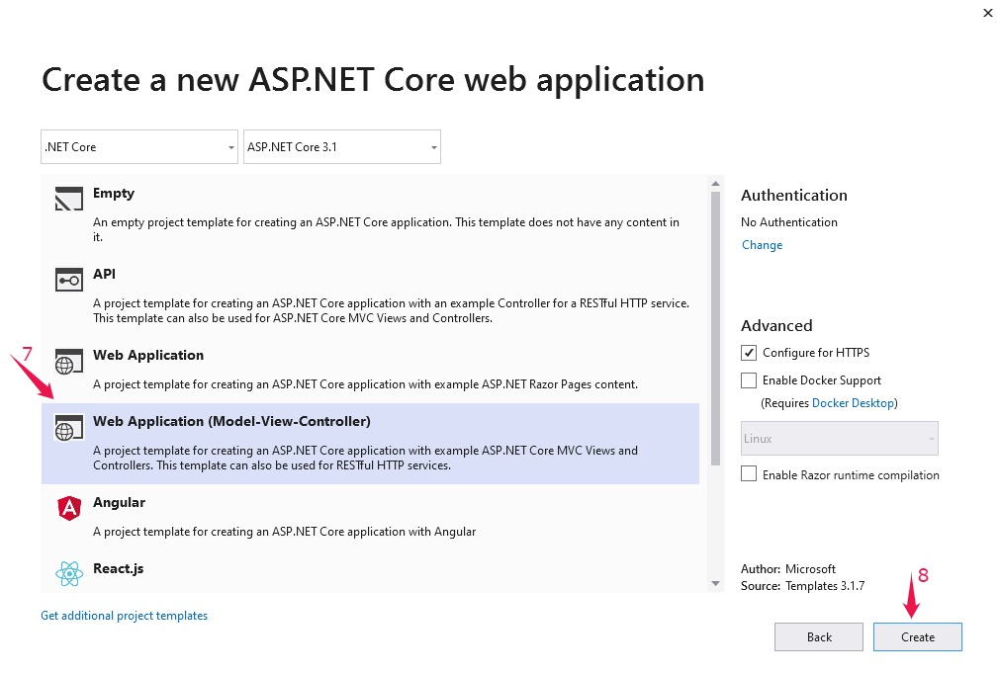 Create a new ASP.NET Core web application
.NET Core
ASP.NET Core 3.1
Empty
An empty project template for creating an ASP.NET Core application. This template does not have any content in
it.
API
A project template for creating an ASP.NET Core application with an example Controller for a RESTful HTTP service.
This template can also be used for ASP.NET Core MVC Views and Controllers.
7
Web Application
A project template for creating an ASP.NET Core application with example ASP.NET Razor Pages content.
Web Application (Model-View-Controller)
A project template for creating an ASP.NET Core application with example ASP.NET Core MVC Views and
Controllers. This template can also be used for RESTful HTTP services.
Angular
A project template for creating an ASP.NET Core application with Angular
React.js
Get additional project templates
Authentication
No Authentication
Change
Advanced
Configure for HTTPS
Enable Docker Support
(Requires Docker Desktop)
Linux
Enable Razor runtime compilation
Author: Microsoft
Source: Templates 3.1.7
8
Back
Create